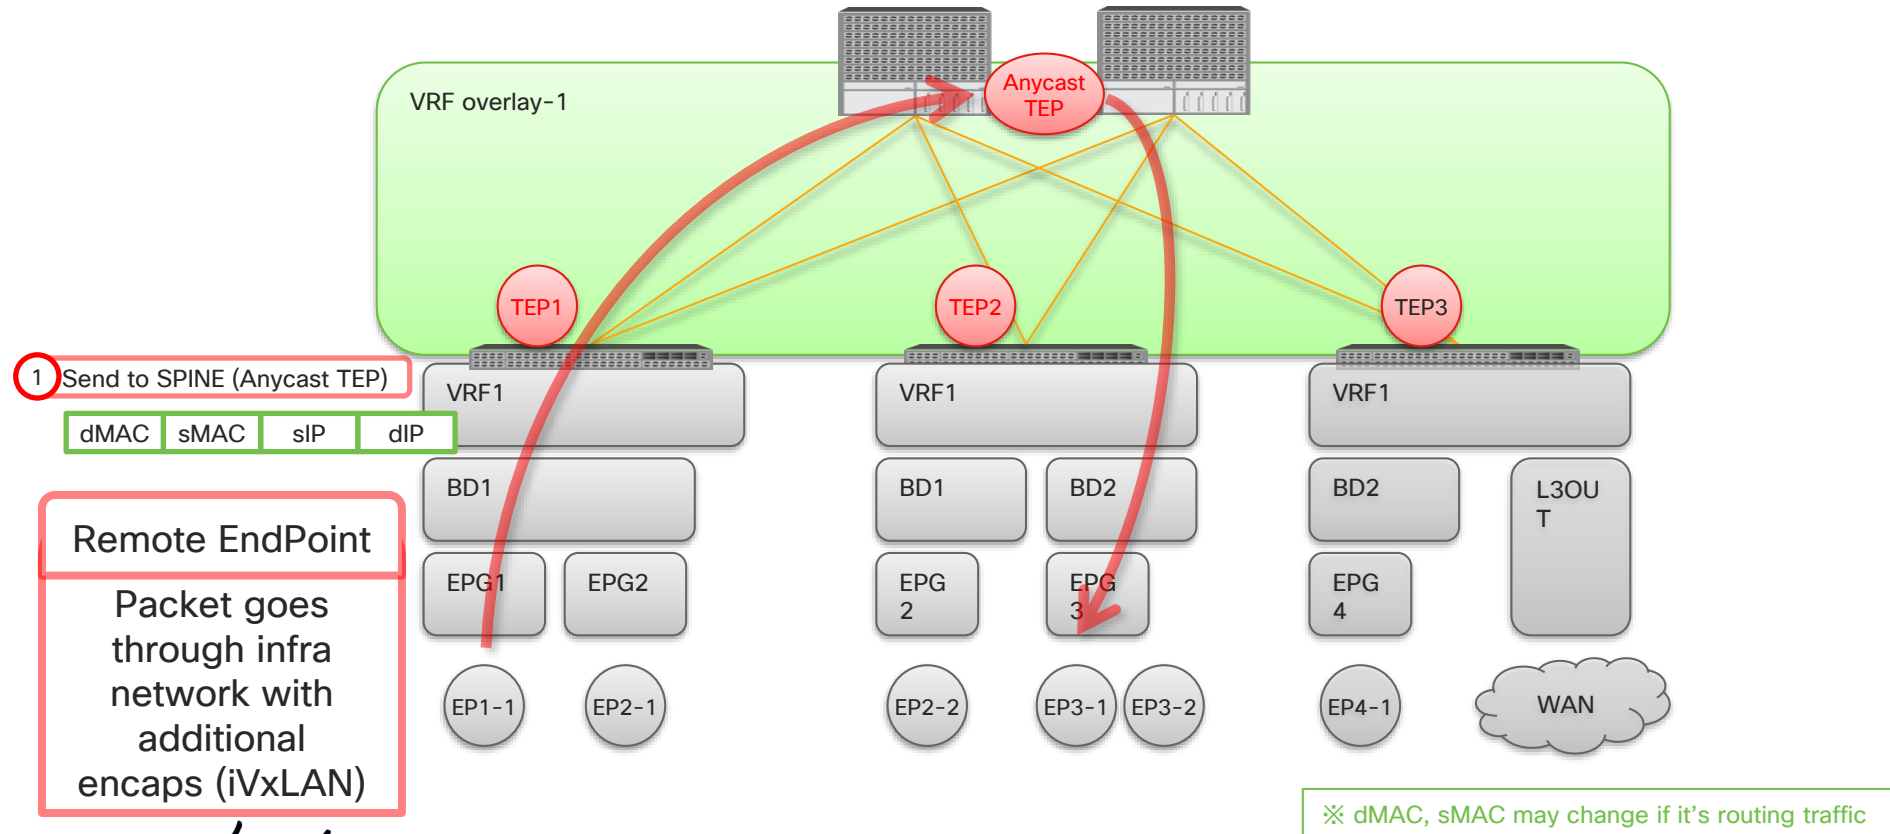 VRF overlay-1
Anycast
TEP
TEP1
TEP2
TEP3
1 Send to SPINE (Anycast TEP)
dMAC sMAC sIP dIP
Remote EndPoint
Packet goes
through infra
network with
additional
encaps (iVxLAN)
VRF1
BD1
EPG1
EPG2
EP1-1
EP2-1
VRF1
BD1
BD2
EPG
2
EPG
3
EP2-2
EP3-1
EP3-2
VRF1
BD2
L3OU
T
EPG
4
EP4-1
WAN
※ dMAC, sMAC may change if it's routing traffic